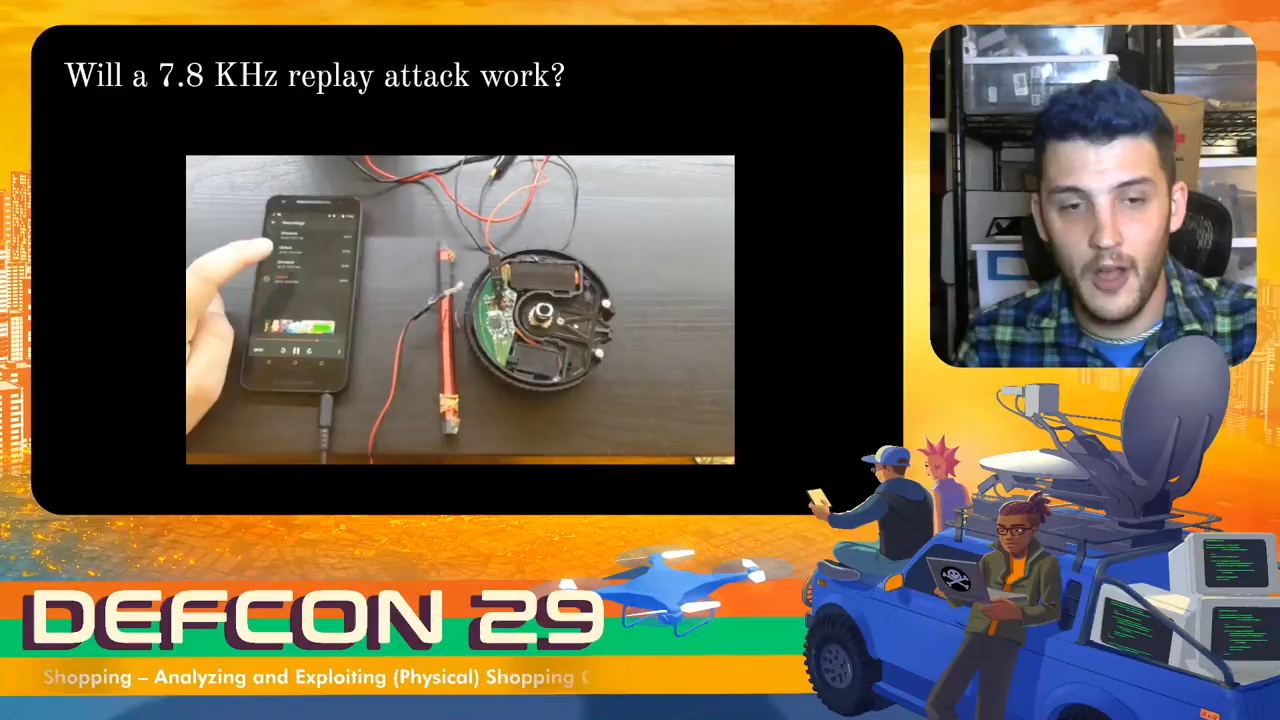 Will a 7.8 KHz replay attack work?
DEFCON 29
Shopping – Analyzing and Exploiting (Physical) Shopping C